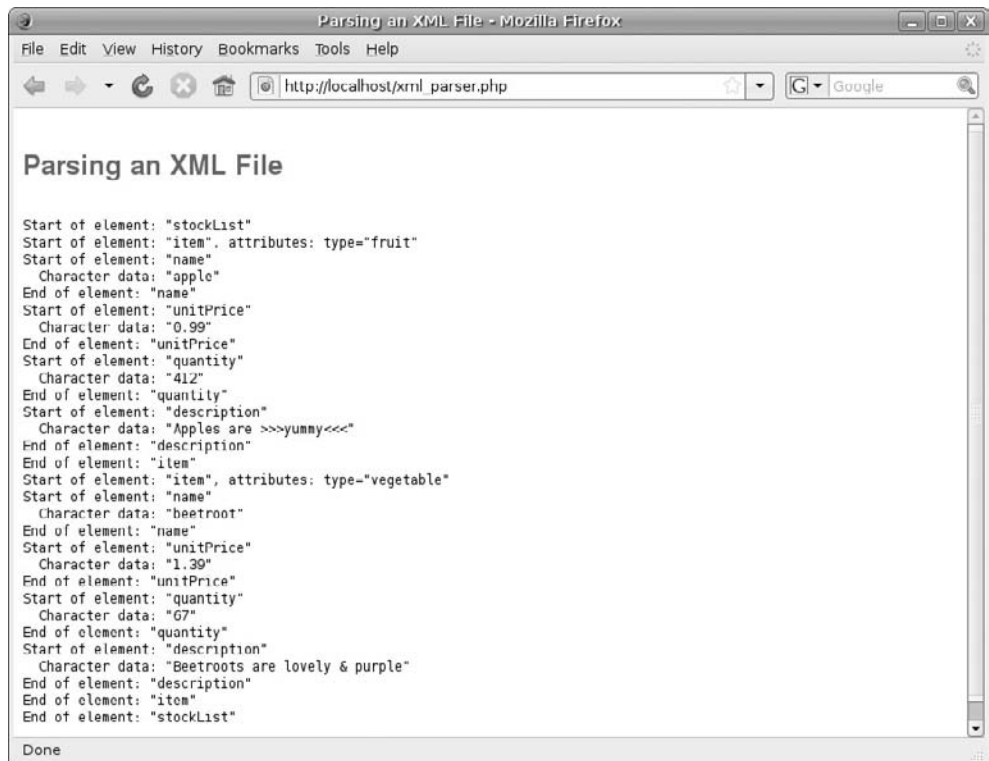 Parsing an XML File - Mozilla Firefox
File Edit View History Bookmarks Tools Help
http://localhost/xml_parser.php
G Google
Parsing an XML File
Start of element: "stockList"
Start of element: "item", attributes: type="fruit"
Start of element: "name"
Character data: "apple"
End of element: "name"
Start of element: "unitPrice"
Character data: "0.99"
End of element: "unitPrice"
Start of element: "quantity"
Character data: "412"
End of element: "quantity"
Start of element: "description"
Character data: "Apples are >>>yummy<<<"
End of element: "description"
End of element: "item"
Start of element: "item", attributes: type="vegetable"
Start of element: "name"
Character data: "beetroot"
End of element: "name"
Start of element: "unitPrice"
Character data: "1.39"
End of element: "unitPrice"
Start of element: "quantity"
Character data: "67"
End of element: "quantity"
Start of element: "description"
Character data: "Beetroots are lovely & purple"
End of element: "description"
End of element: "item"
End of element: "stockList"
Done